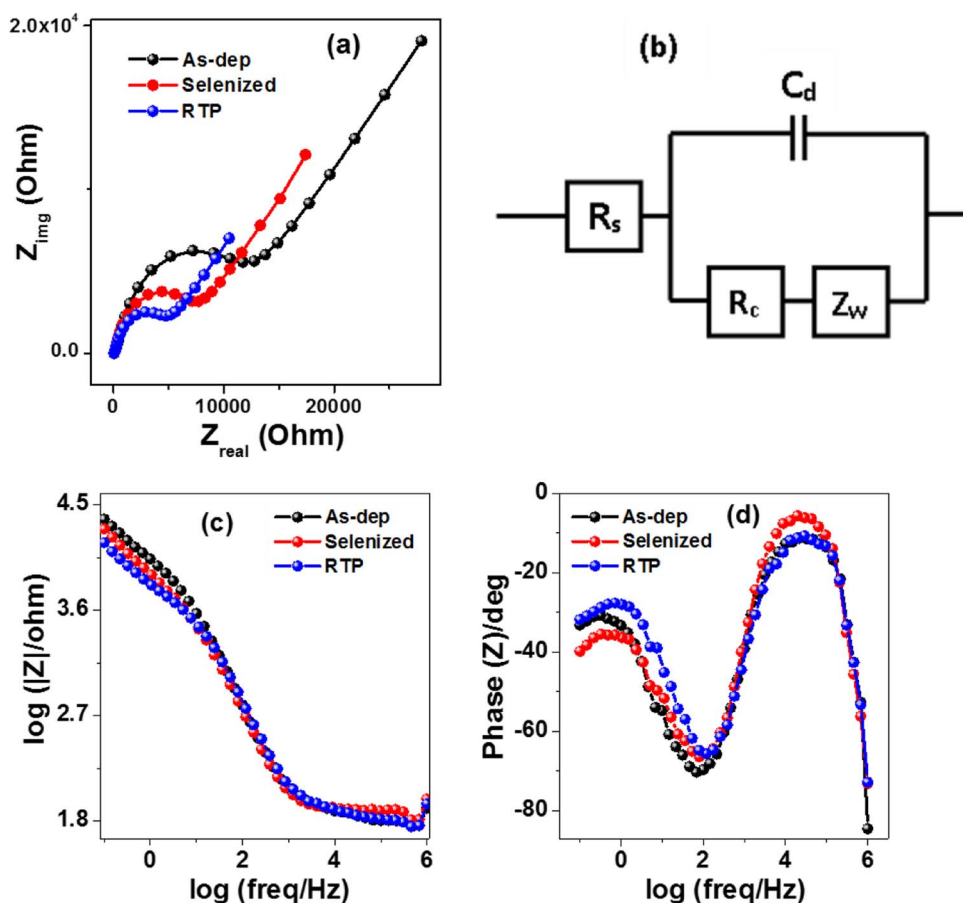 (a)
As-dep
Selenized
RTP
2.0x10⁴
0.0
Z_img (Ohm)
0
10000
20000
Z_real (Ohm)
(b)
C_d
R_s
R_c
Z_w
(c)
As-dep
Selenized
RTP
4.5
3.6
2.7
1.8
log (|Z|/ohm)
0
2
4
6
log (freq/Hz)
(d)
As-dep
Selenized
RTP
0
-20
-40
-60
-80
Phase (Z)/deg
0
2
4
6
log (freq/Hz)